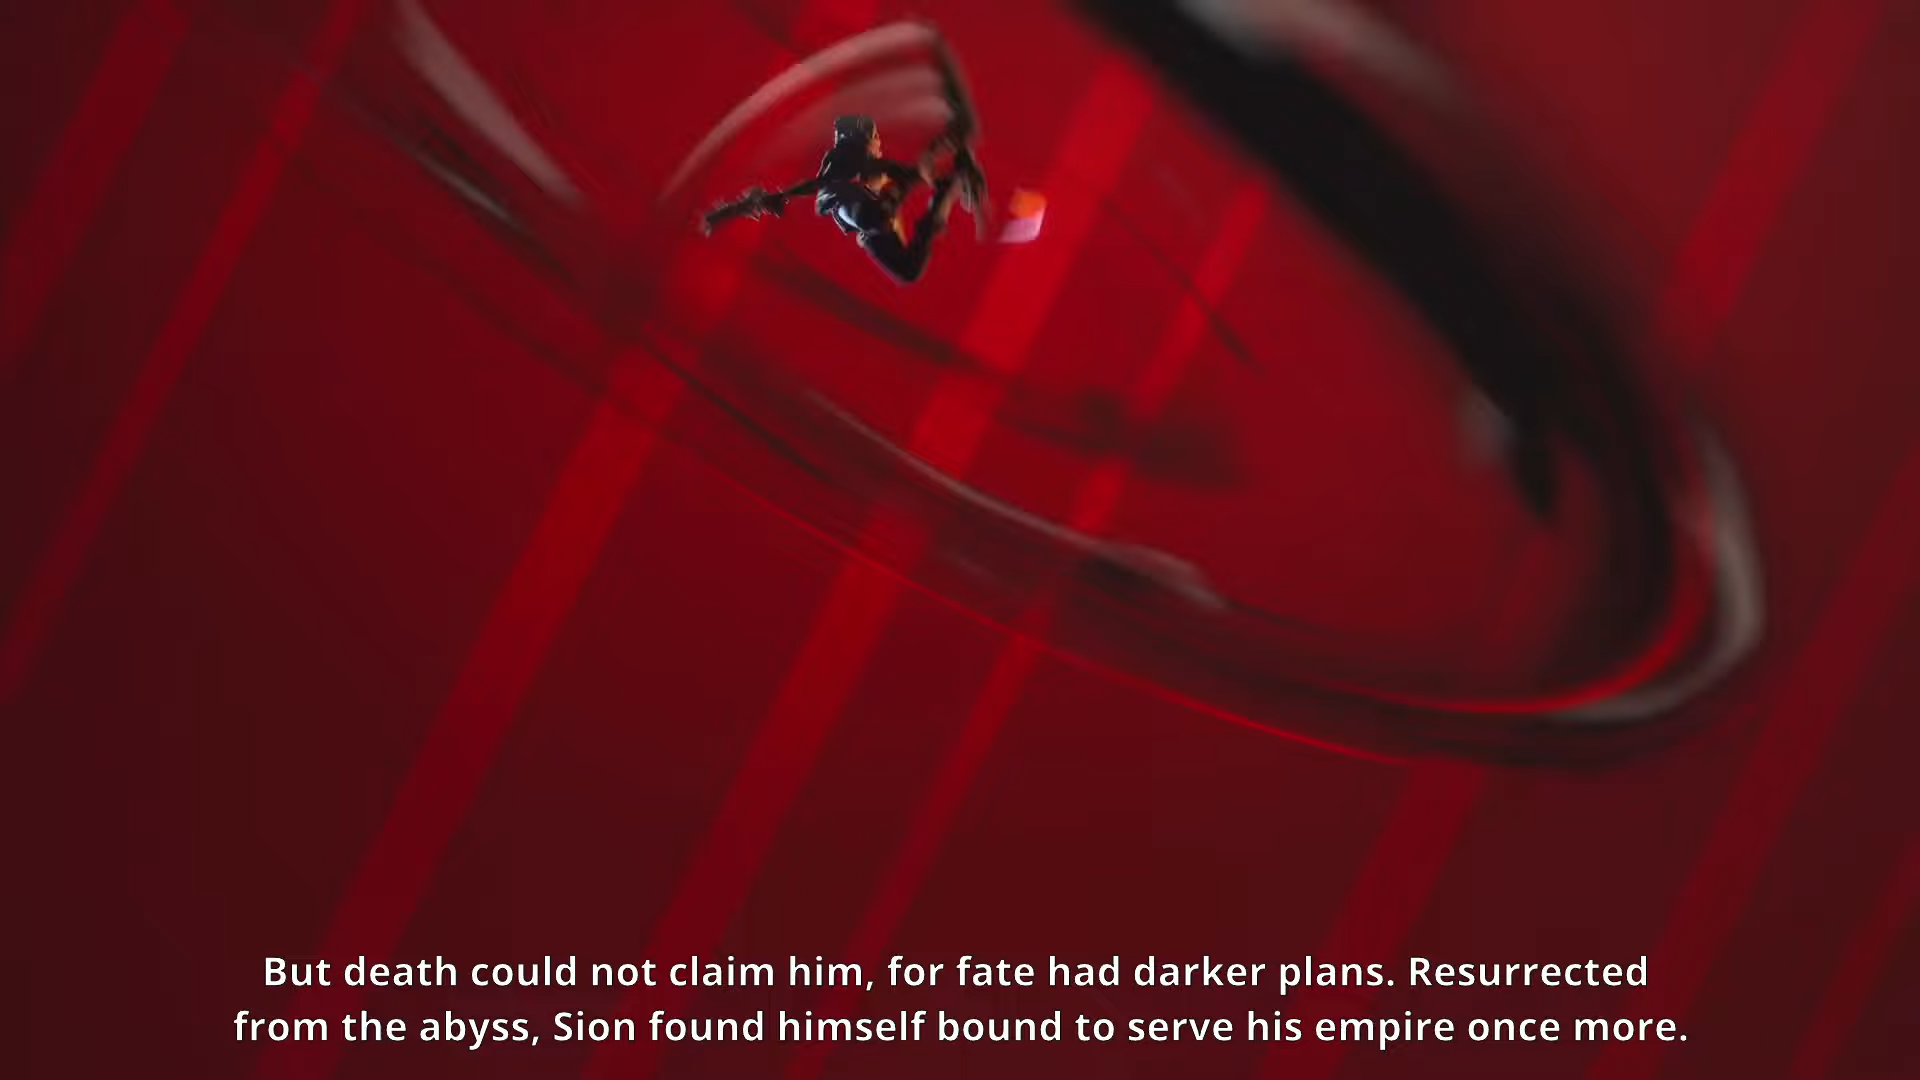 But death could not claim him, for fate had darker plans. Resurrected
from the abyss, Sion found himself bound to serve his empire once more.